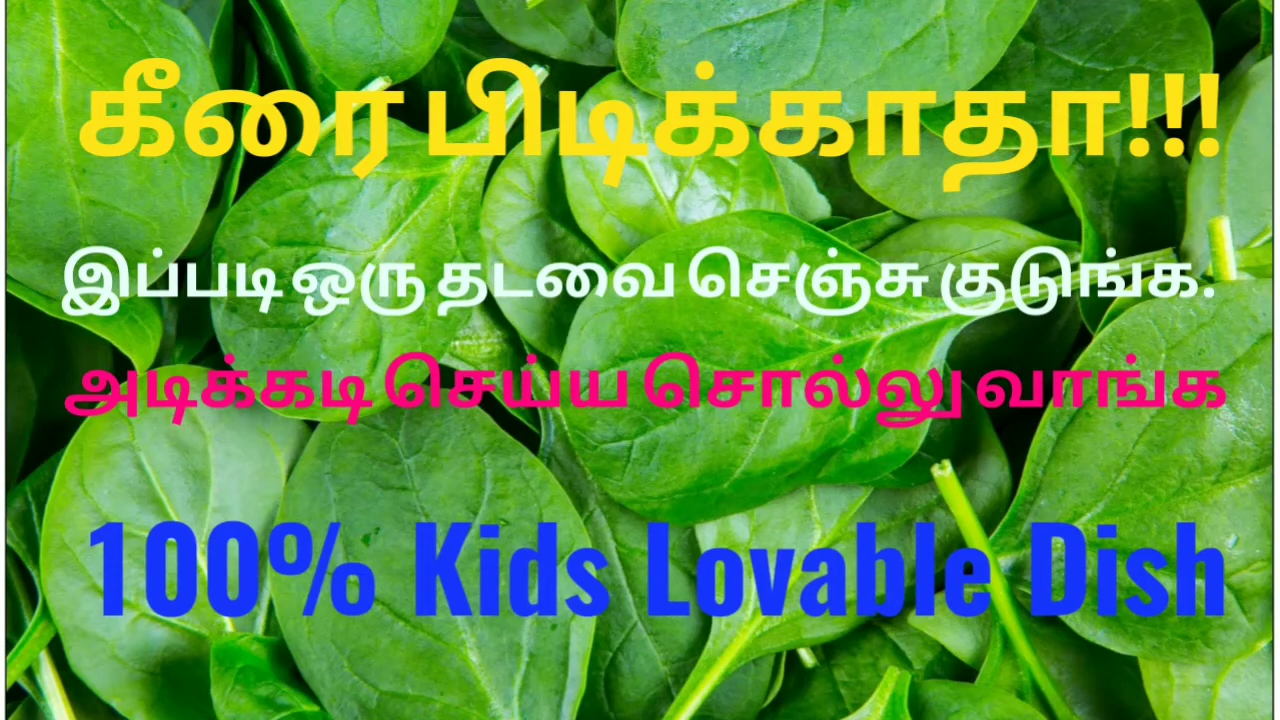 கீரை பிடிக்காதா!!!
இப்படி ஒரு தடவை செஞ்சு குடுங்க.
அடிக்கடி செய்ய சொல்லு வாங்க
100% Kids Lovable Dish